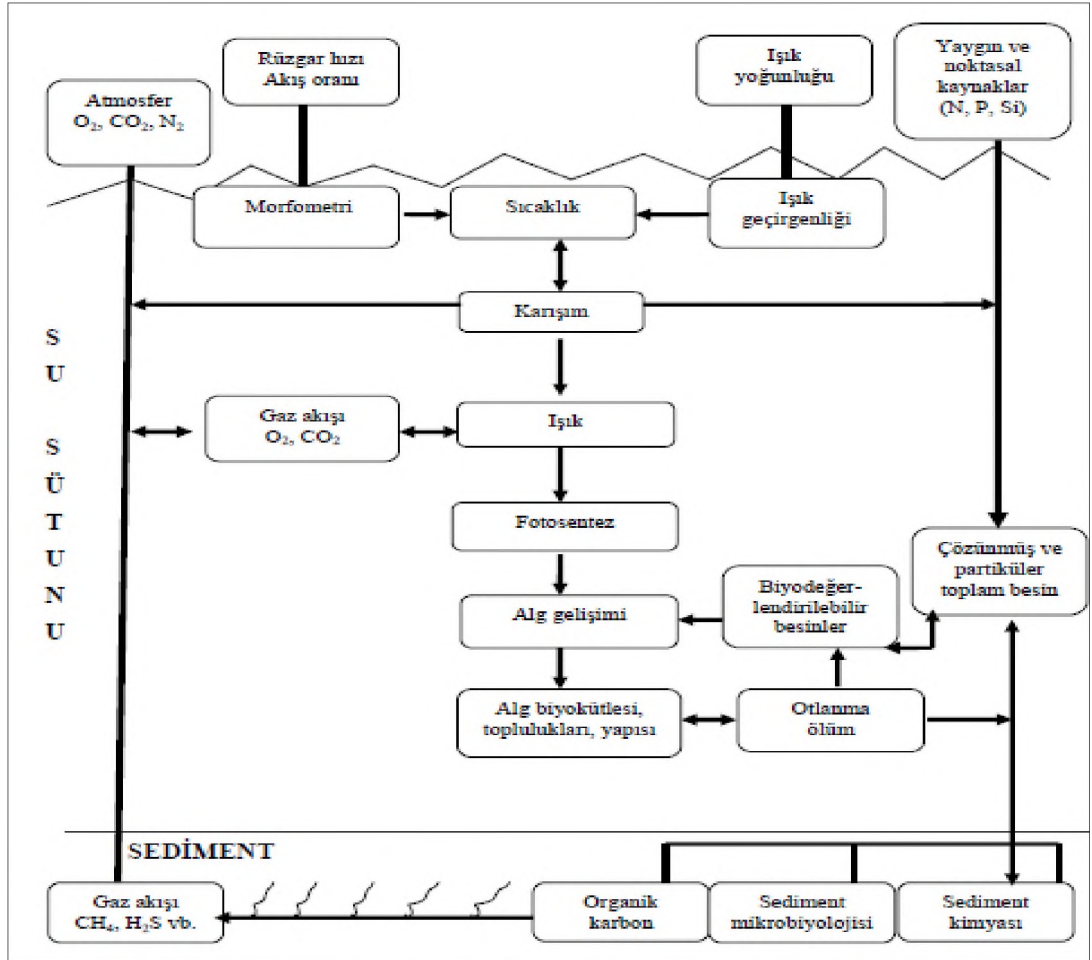 Atmosfer
O₂, CO₂, N₂
Rüzgar hızı
Akış oranı
Işık
yoğunluğu
Yaygın ve
noktasal
kaynaklar
(N, P, Si)
Morfometri
Sıcaklık
Işık
geçirgenliği
Karışım
S
U
S
Ü
T
U
N
U
Gaz akışı
O₂, CO₂
Işık
Fotosentez
Çözünmüş ve
partiküler
toplam besin
Alg gelişimi
Biyodeğer-
lendirilebilir
besinler
Alg biyokütlesi,
toplulukları, yapısı
Otlanma
ölüm
SEDİMENT
Gaz akışı
CH₄, H₂S vb.
Organik
karbon
Sediment
mikrobiyolojisi
Sediment
kimyası